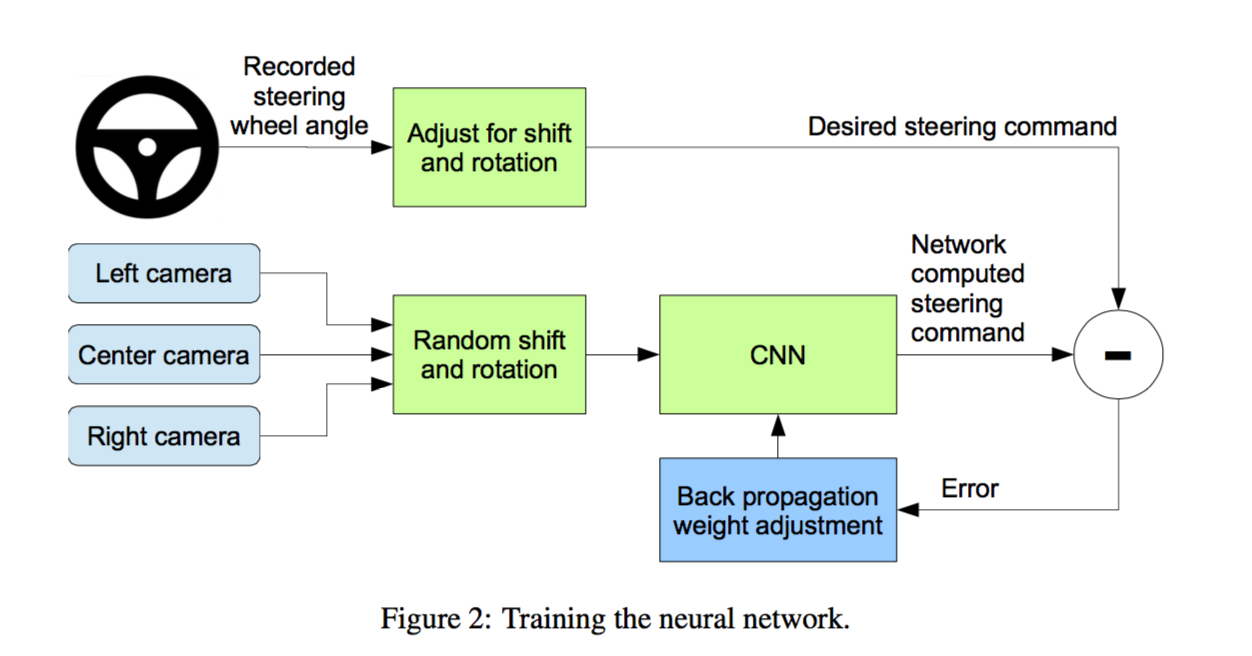 Recorded
steering
wheel angle
Adjust for shift
and rotation
Desired steering command
Left camera
Center camera
Right camera
Random shift
and rotation
CNN
Network
computed
steering
command
-
Back propagation
weight adjustment
Error
Figure 2: Training the neural network.